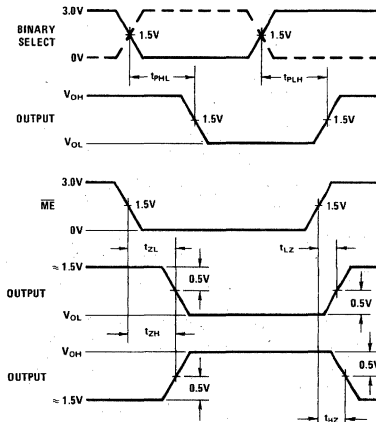 3.0V
BINARY SELECT
1.5V
1.5V
0V
tPHL
tPLH
VOH
OUTPUT
1.5V
1.5V
VOL
3.0V
ME
1.5V
1.5V
0V
tZL
tLZ
≈ 1.5V
0.5V
OUTPUT
0.5V
VOL
tZH
VOH
0.5V
OUTPUT
0.5V
≈ 1.5V
tHZ